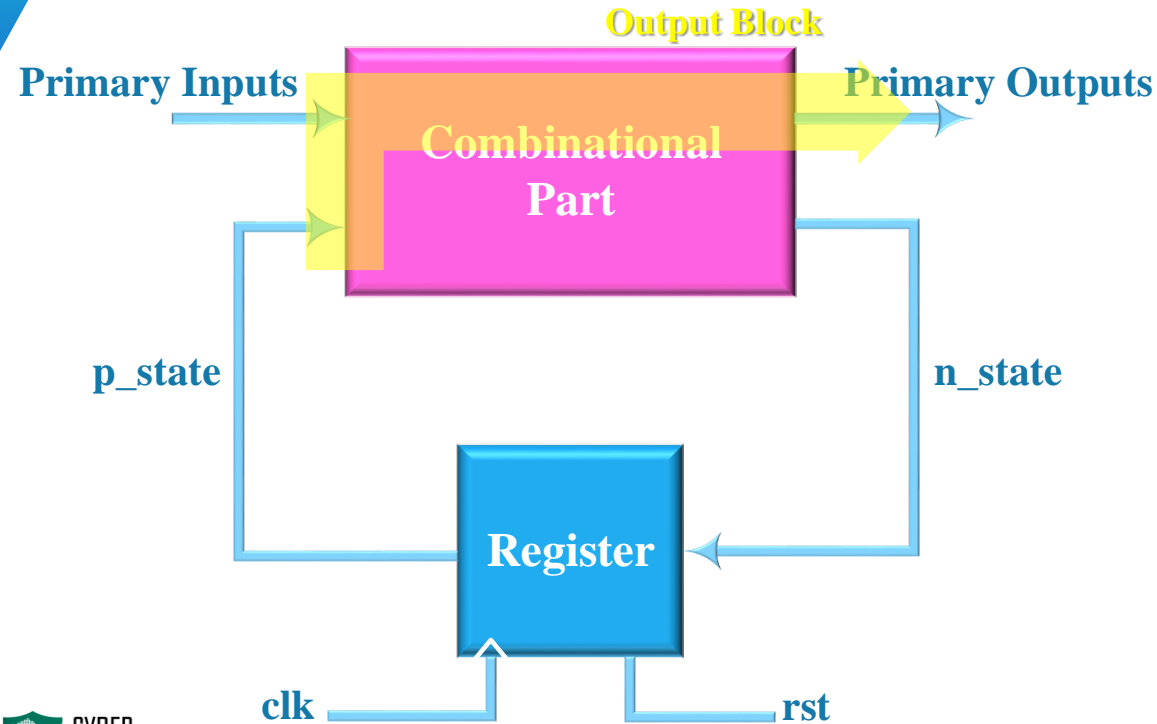 Output Block
Primary Inputs
Primary Outputs
Combinational
Part
p_state
n_state
Register
clk
rst